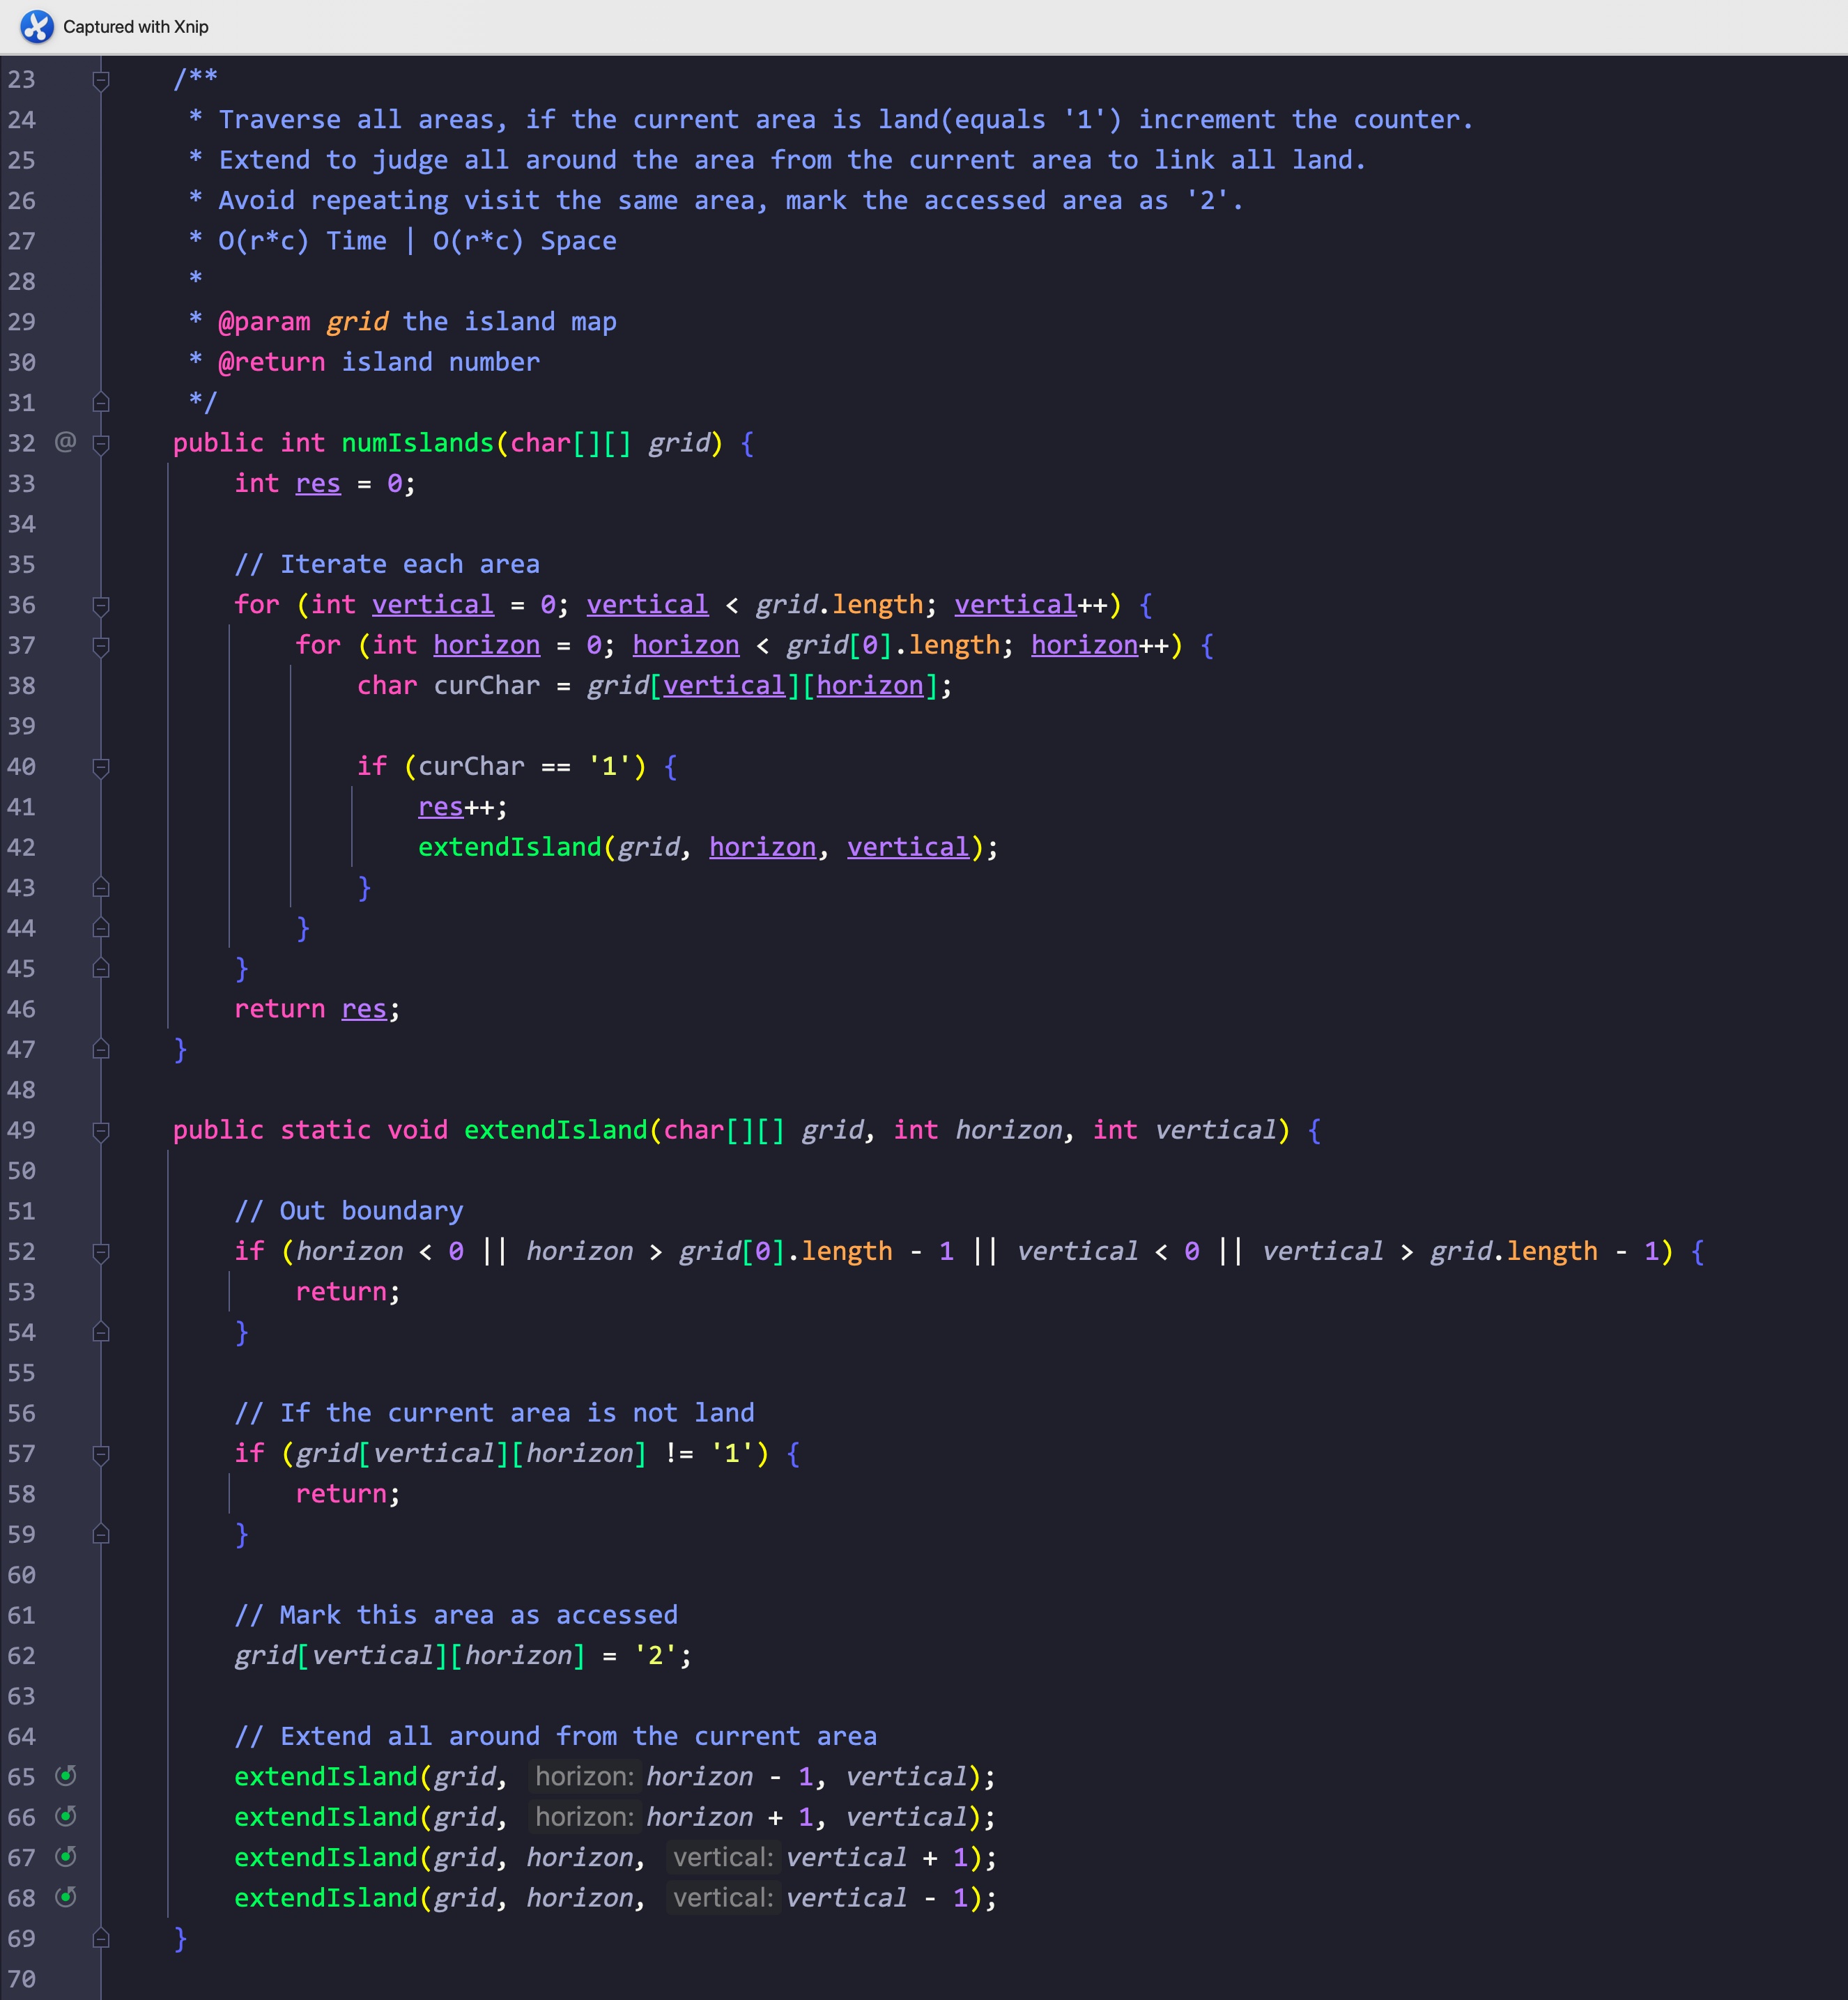 Captured with Xnip
23 /**
24 * Traverse all areas, if the current area is land(equals '1') increment the counter.
25 * Extend to judge all around the area from the current area to link all land.
26 * Avoid repeating visit the same area, mark the accessed area as '2'.
27 * O(r*c) Time | O(r*c) Space
28 *
29 * @param grid the island map
30 * @return island number
31 */
32 @ public int numIslands(char[][] grid) {
33 int res = 0;
34
35 // Iterate each area
36 for (int vertical = 0; vertical < grid.length; vertical++) {
37 for (int horizon = 0; horizon < grid[0].length; horizon++) {
38 char curChar = grid[vertical][horizon];
39
40 if (curChar == '1') {
41 res++;
42 extendIsland(grid, horizon, vertical);
43 }
44 }
45 }
46 return res;
47 }
48
49 public static void extendIsland(char[][] grid, int horizon, int vertical) {
50
51 // Out boundary
52 if (horizon < 0 || horizon > grid[0].length - 1 || vertical < 0 || vertical > grid.length - 1) {
53 return;
54 }
55
56 // If the current area is not land
57 if (grid[vertical][horizon] != '1') {
58 return;
59 }
60
61 // Mark this area as accessed
62 grid[vertical][horizon] = '2';
63
64 // Extend all around from the current area
65 extendIsland(grid, horizon: horizon - 1, vertical);
66 extendIsland(grid, horizon: horizon + 1, vertical);
67 extendIsland(grid, horizon, vertical: vertical + 1);
68 extendIsland(grid, horizon, vertical: vertical - 1);
69 }
70